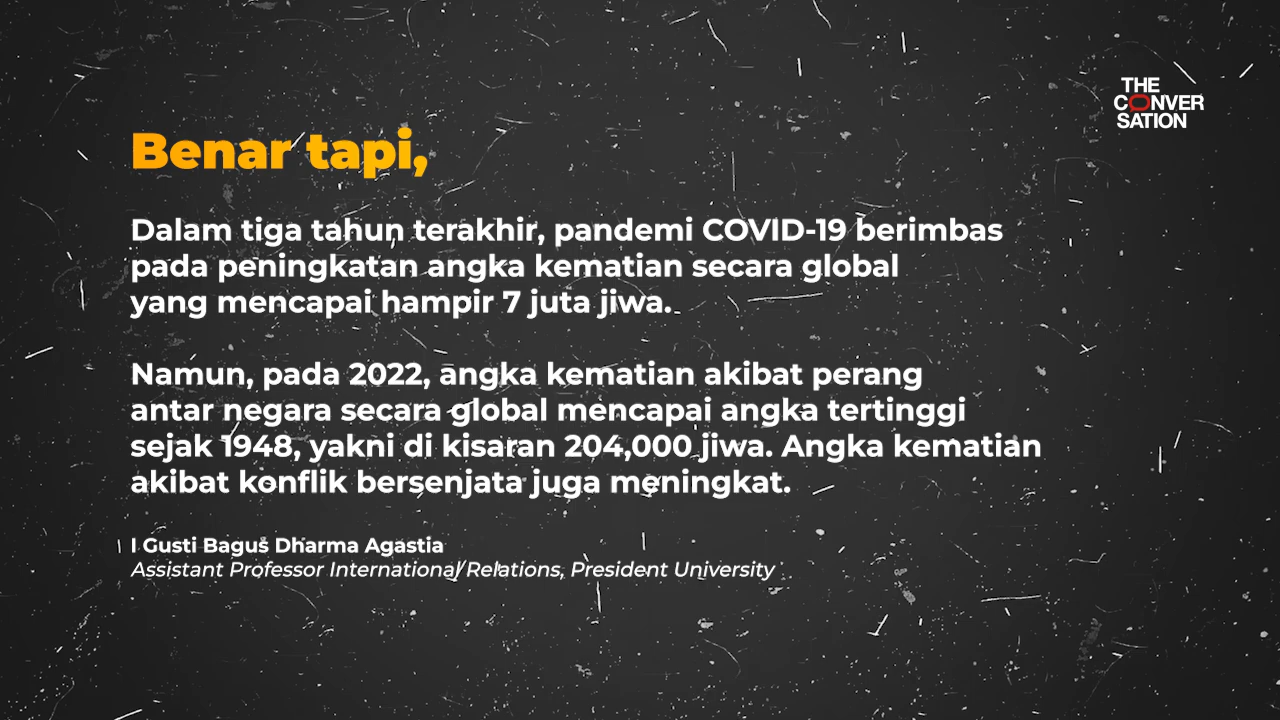 THE
CONVER
SATION
Benar tapi,
Dalam tiga tahun terakhir, pandemi COVID-19 berimbas
pada peningkatan angka kematian secara global
yang mencapai hampir 7 juta jiwa.
Namun, pada 2022, angka kematian akibat perang
antar negara secara global mencapai angka tertinggi
sejak 1948, yakni di kisaran 204,000 jiwa. Angka kematian
akibat konflik bersenjata juga meningkat.
I Gusti Bagus Dharma Agastia
Assistant Professor International Relations, President University